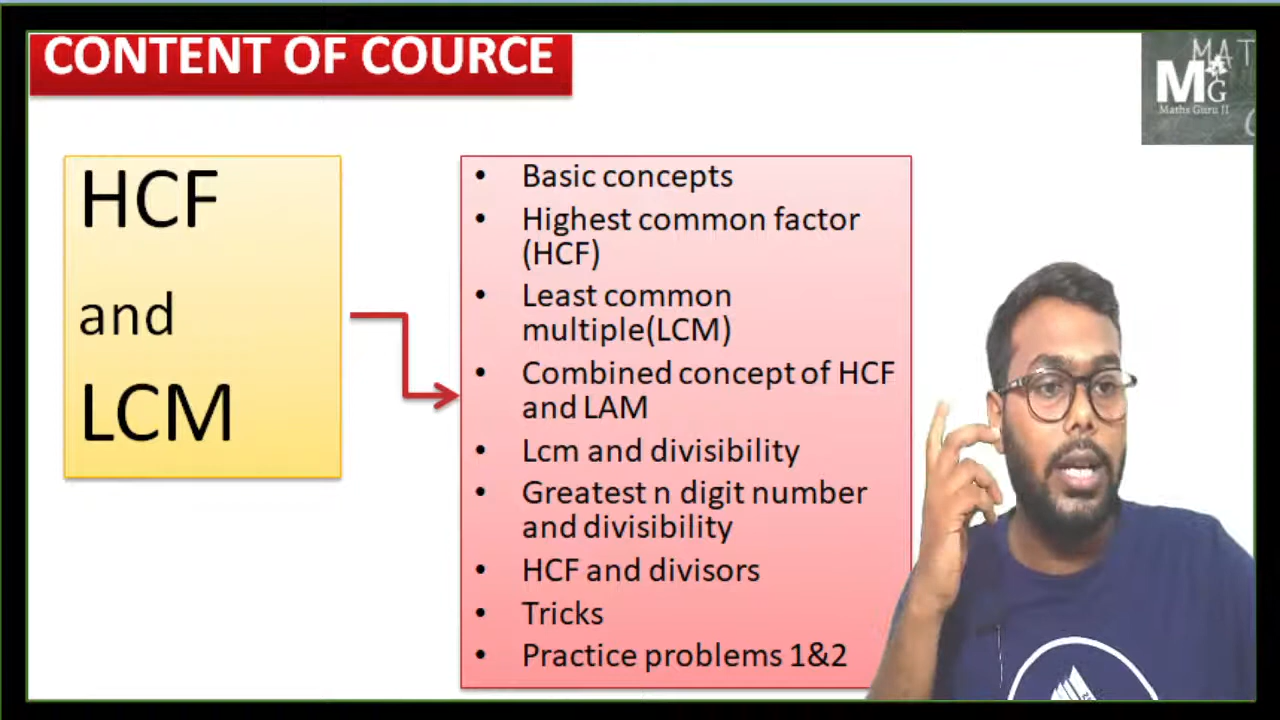 CONTENT OF COURCE
MAT
MG
Maths Guru JI
HCF
and
LCM
• Basic concepts
• Highest common factor
(HCF)
• Least common
multiple(LCM)
• Combined concept of HCF
and LAM
• Lcm and divisibility
• Greatest n digit number
and divisibility
• HCF and divisors
• Tricks
• Practice problems 1&2